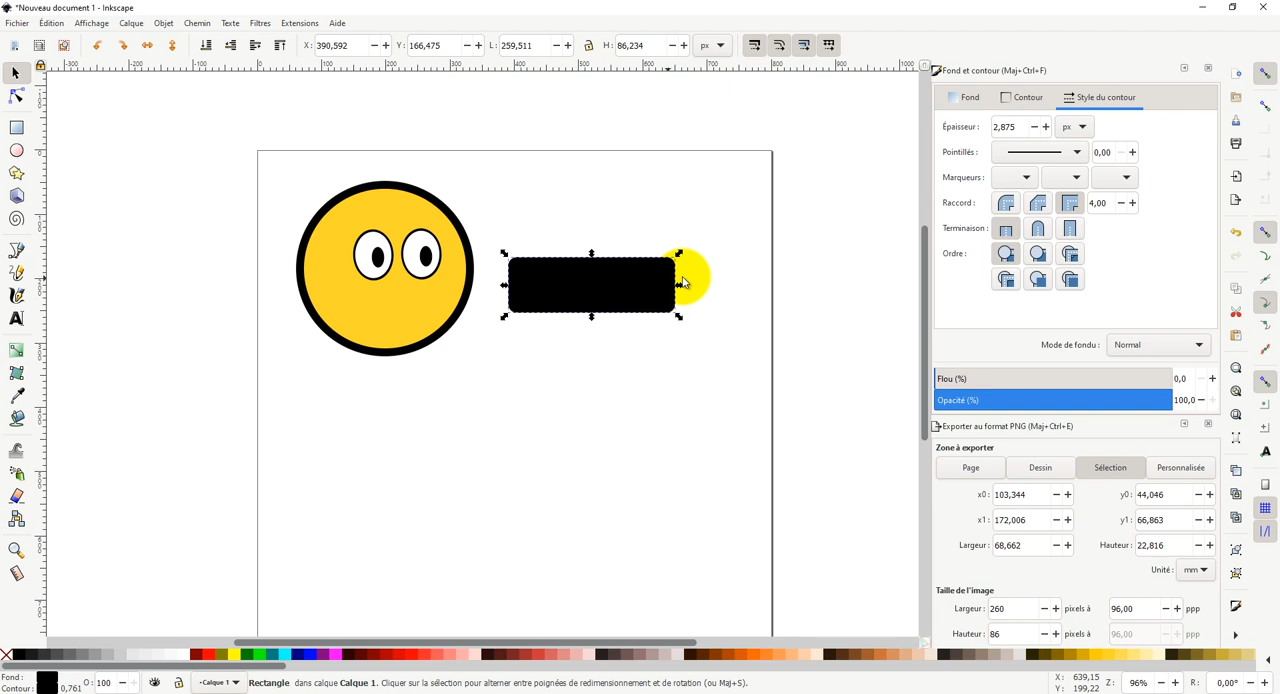 *Nouveau document 1 - Inkscape
Fichier Édition Affichage Calque Objet Chemin Texte Filtres Extensions Aide
X: 390,592 Y: 166,475 L: 259,511 H: 86,234 px
Fond et contour (Maj+Ctrl+F)
Fond Contour Style du contour
Épaisseur : 2,875 px
Pointillés : 0,00
Marqueurs :
Raccord : 4,00
Terminaison :
Ordre :
Mode de fondu : Normal
Flou (%) 0,0
Opacité (%) 100,0
Exporter au format PNG (Maj+Ctrl+E)
Zone à exporter
Page Dessin Sélection Personnalisée
x0 : 103,344 y0 : 44,046
x1 : 172,006 y1 : 66,863
Largeur : 68,662 Hauteur : 22,816
Unité : mm
Taille de l'image
Largeur : 260 pixels à 96,00 ppp
Hauteur : 86 pixels à 96,00 ppp
Fond :
Contour : 0,761
O : 100
-Calque 1
Rectangle dans calque Calque 1. Cliquer sur la sélection pour alterner entre poignées de redimensionnement et de rotation (ou Maj+S).
X: 639,15
Y: 199,22
Z: 96%
R: 0,00°